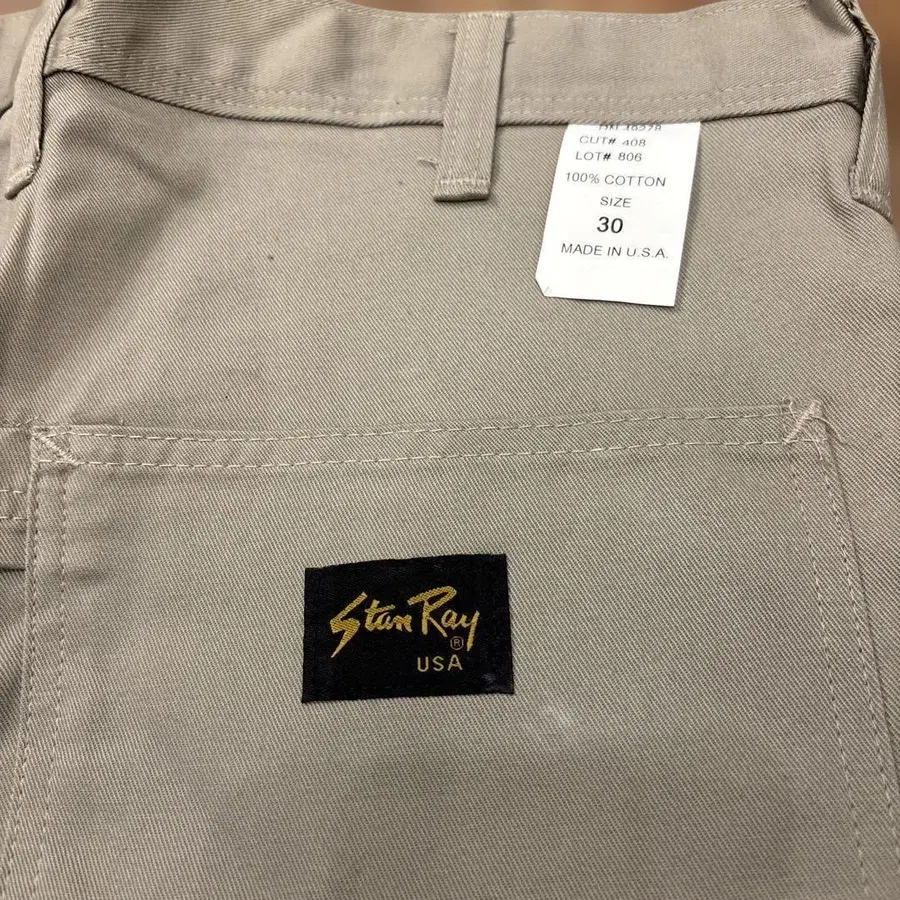 CUT# 408
LOT# 806
100% COTTON
SIZE
30
MADE IN U.S.A.
Stan Ray
®
USA